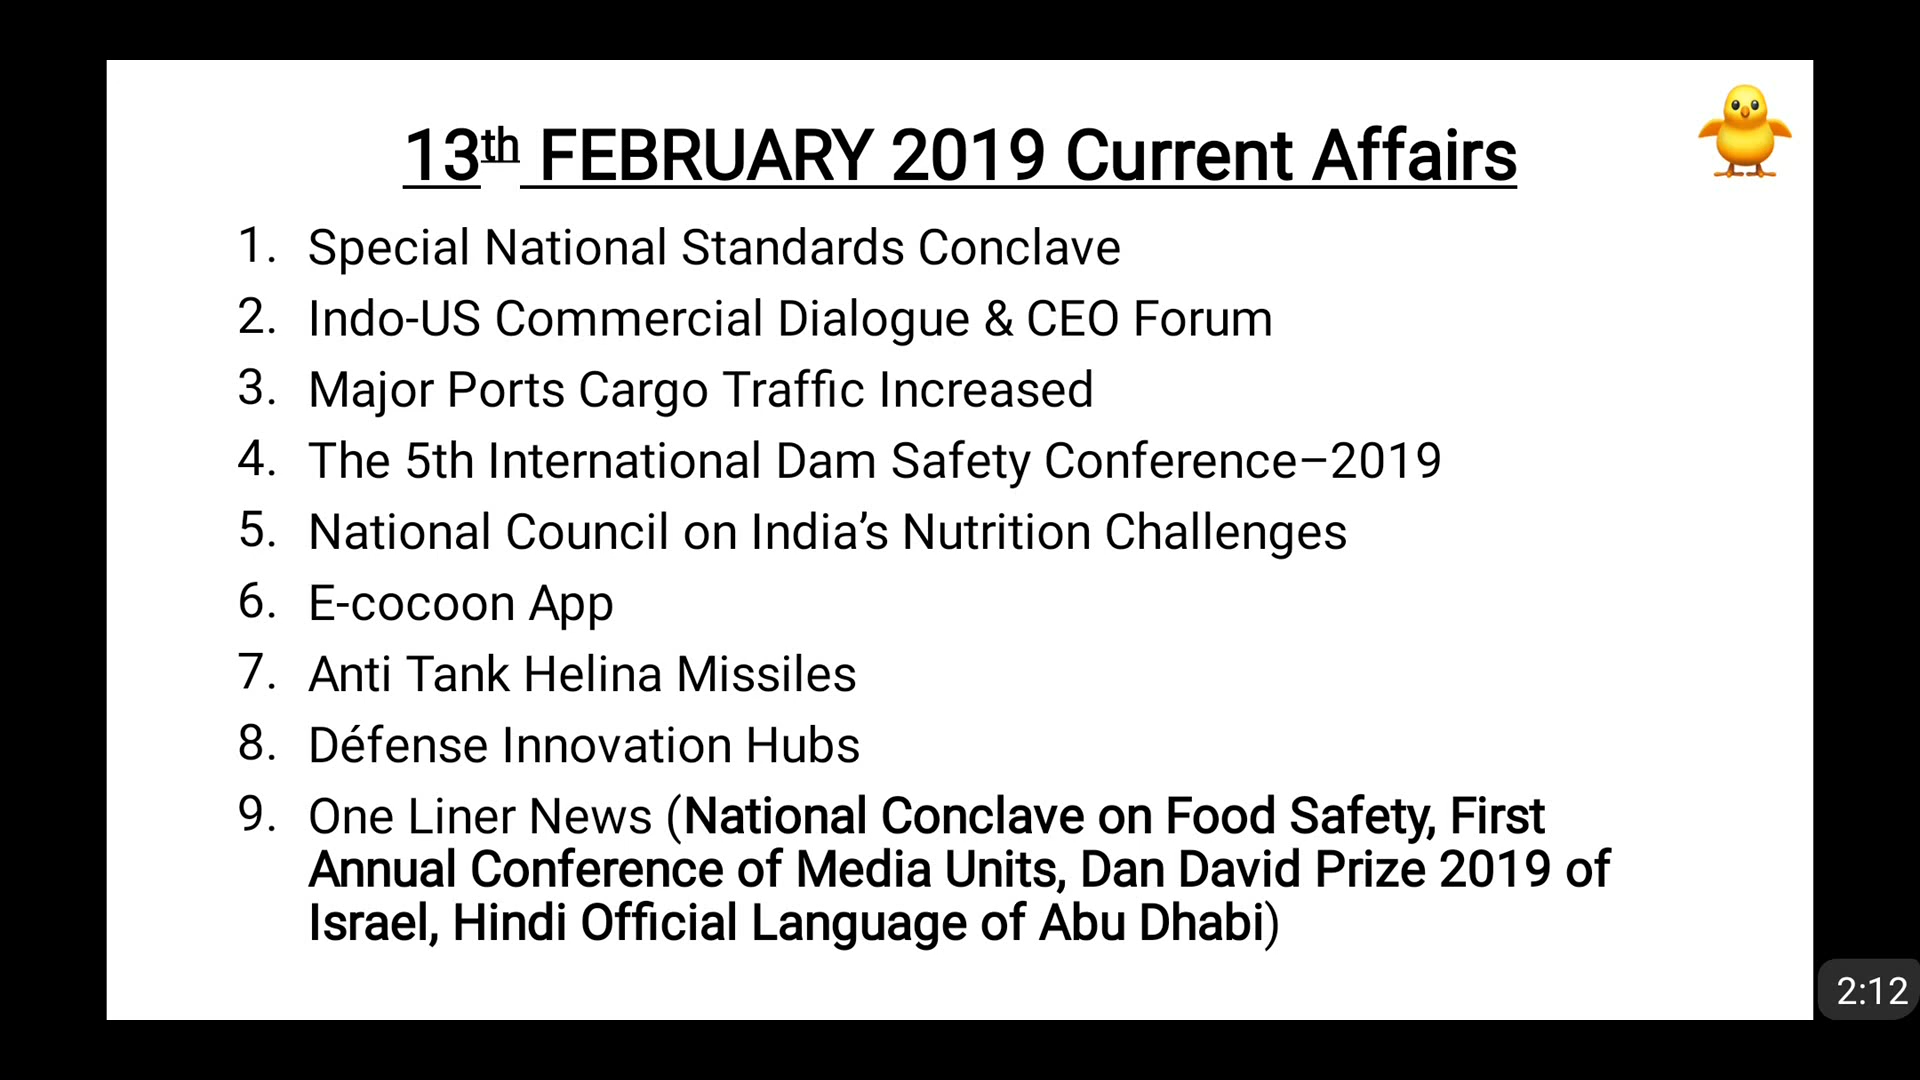 13th FEBRUARY 2019 Current Affairs
1. Special National Standards Conclave
2. Indo-US Commercial Dialogue & CEO Forum
3. Major Ports Cargo Traffic Increased
4. The 5th International Dam Safety Conference–2019
5. National Council on India’s Nutrition Challenges
6. E-cocoon App
7. Anti Tank Helina Missiles
8. Défense Innovation Hubs
9. One Liner News (National Conclave on Food Safety, First
Annual Conference of Media Units, Dan David Prize 2019 of
Israel, Hindi Official Language of Abu Dhabi)
2:12